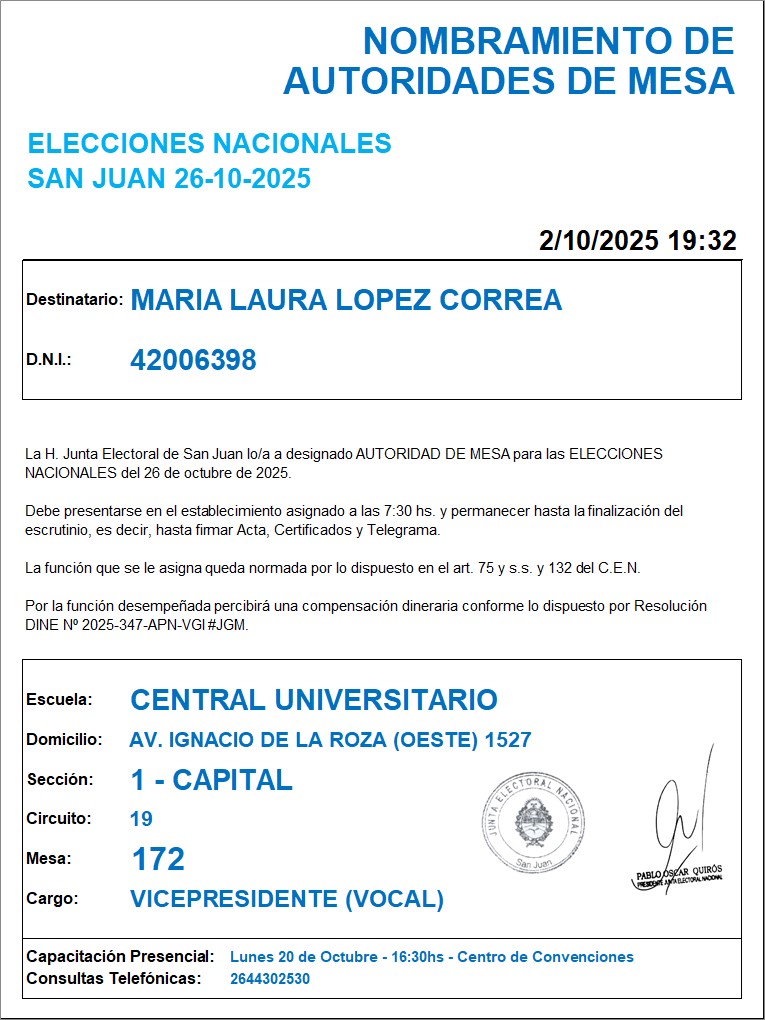 NOMBRAMIENTO DE
AUTORIDADES DE MESA
ELECCIONES NACIONALES
SAN JUAN 26-10-2025
2/10/2025 19:32
Destinatario: MARIA LAURA LOPEZ CORREA
D.N.I.: 42006398
La H. Junta Electoral de San Juan lo/a a designado AUTORIDAD DE MESA para las ELECCIONES
NACIONALES del 26 de octubre de 2025.
Debe presentarse en el establecimiento asignado a las 7:30 hs. y permanecer hasta la finalización del
escrutinio, es decir, hasta firmar Acta, Certificados y Telegrama.
La función que se le asigna queda normada por lo dispuesto en el art. 75 y s.s. y 132 del C.E.N.
Por la función desempeñada percibirá una compensación dineraria conforme lo dispuesto por Resolución
DINE Nº 2025-347-APN-VGI#JGM.
Escuela: CENTRAL UNIVERSITARIO
Domicilio: AV. IGNACIO DE LA ROZA (OESTE) 1527
Sección: 1 - CAPITAL
Circuito: 19
Mesa: 172
Cargo: VICEPRESIDENTE (VOCAL)
JUNTA ELECTORAL NACIONAL
San Juan
PABLO OSCAR QUIRÓS
PRESIDENTE JUNTA ELECTORAL NACIONAL
Capacitación Presencial: Lunes 20 de Octubre - 16:30hs - Centro de Convenciones
Consultas Telefónicas: 2644302530